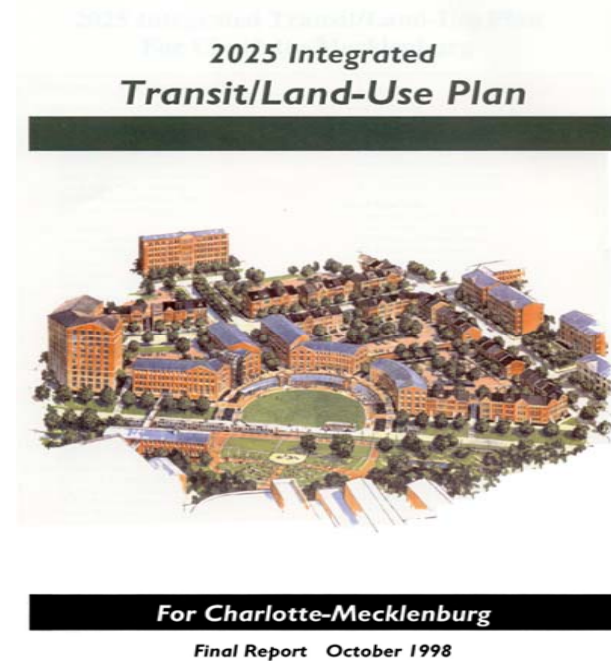 2025 Integrated
Transit/Land-Use Plan
For Charlotte-Mecklenburg
Final Report October 1998